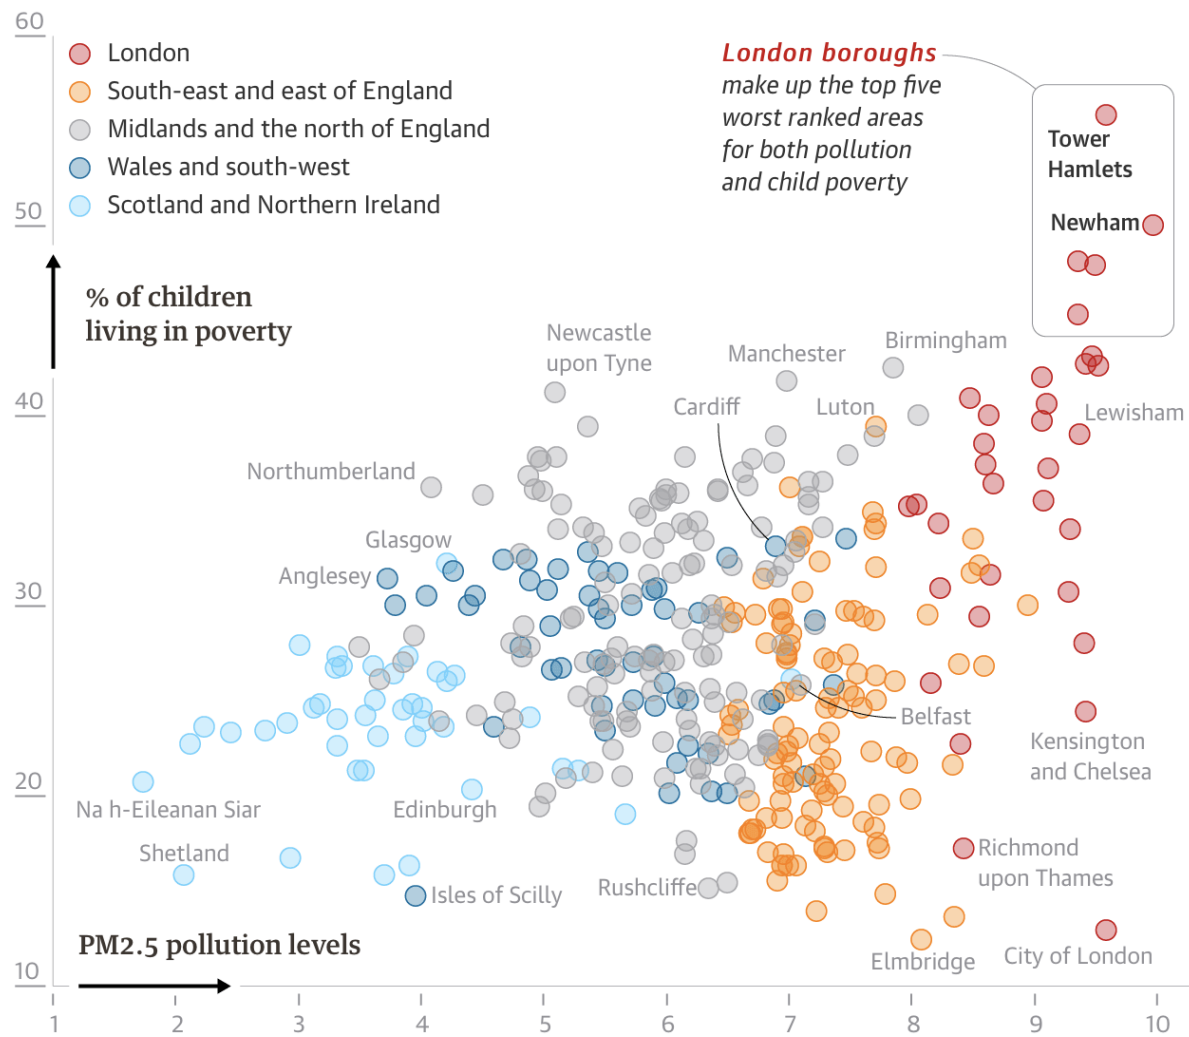 60
London
South-east and east of England
Midlands and the north of England
Wales and south-west
Scotland and Northern Ireland
London boroughs
make up the top five
worst ranked areas
for both pollution
and child poverty
Tower
Hamlets
Newham
50
% of children
living in poverty
Newcastle
upon Tyne
Manchester
Birmingham
Cardiff
Luton
Lewisham
40
Northumberland
Glasgow
Anglesey
30
Belfast
Kensington
and Chelsea
20
Na h-Eileanan Siar
Edinburgh
Shetland
Richmond
upon Thames
Rushcliffe
Isles of Scilly
PM2.5 pollution levels
Elmbridge
City of London
10
1 2 3 4 5 6 7 8 9 10